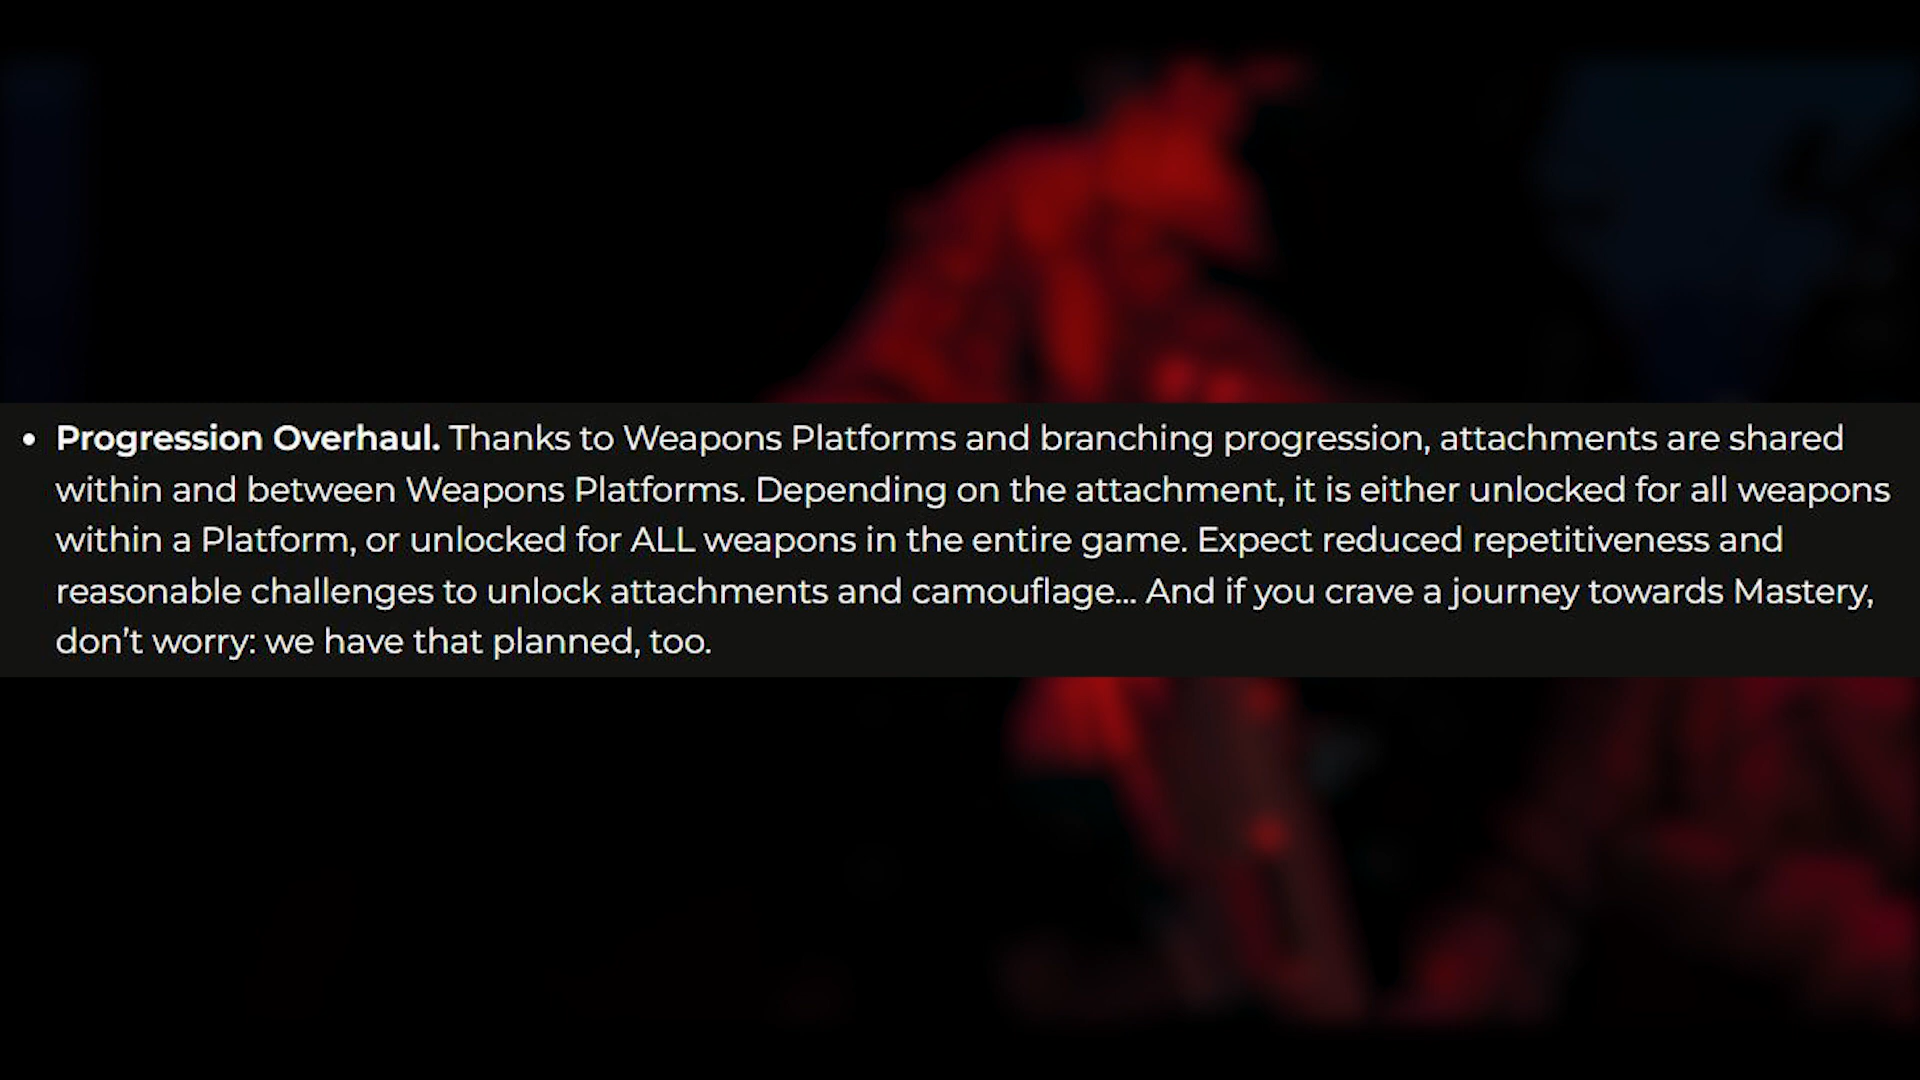 • Progression Overhaul. Thanks to Weapons Platforms and branching progression, attachments are shared
within and between Weapons Platforms. Depending on the attachment, it is either unlocked for all weapons
within a Platform, or unlocked for ALL weapons in the entire game. Expect reduced repetitiveness and
reasonable challenges to unlock attachments and camouflage... And if you crave a journey towards Mastery,
don’t worry: we have that planned, too.